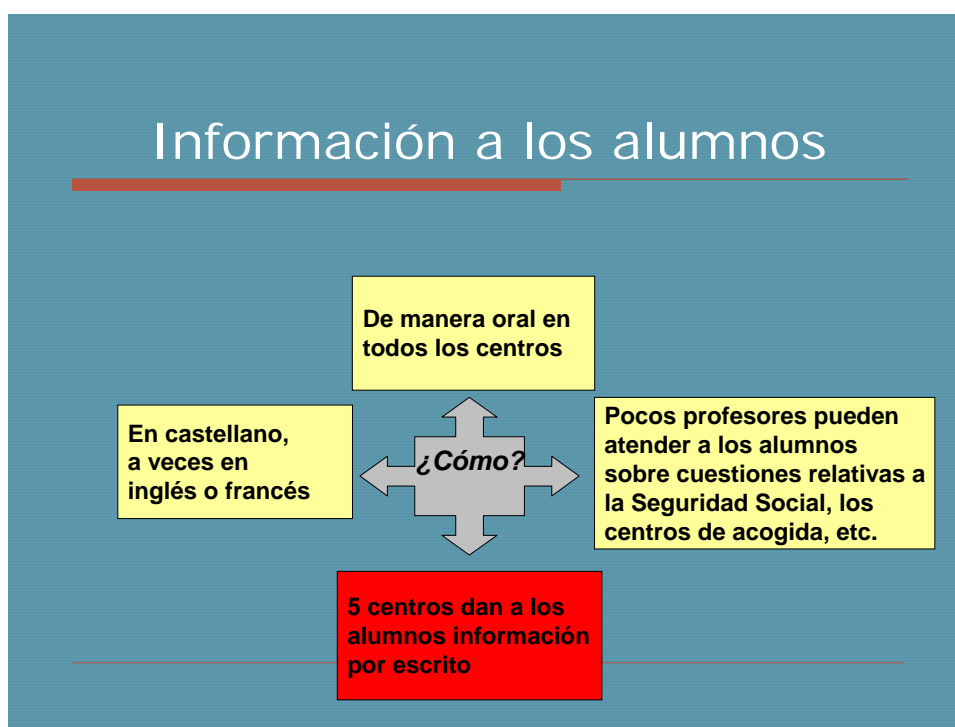 Información a los alumnos
De manera oral en
todos los centros
En castellano,
a veces en
inglés o francés
¿Cómo?
Pocos profesores pueden
atender a los alumnos
sobre cuestiones relativas a
la Seguridad Social, los
centros de acogida, etc.
5 centros dan a los
alumnos información
por escrito